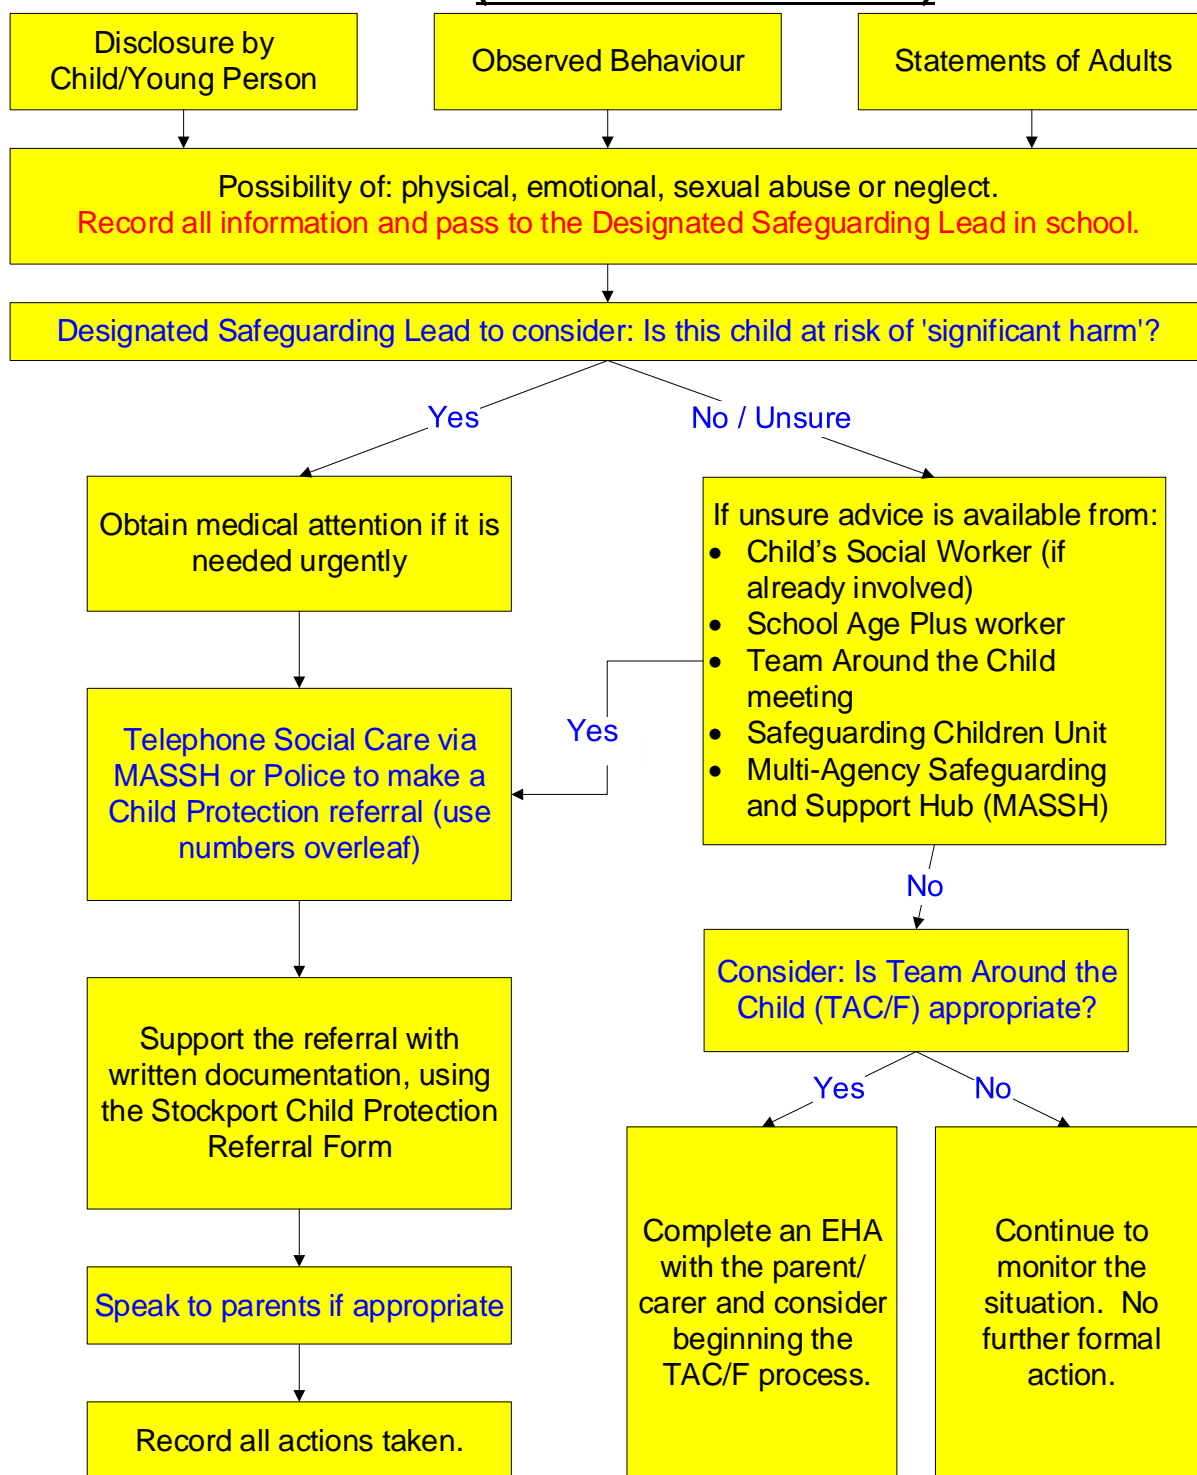 Disclosure by
Child/Young Person
Observed Behaviour
Statements of Adults
Possibility of: physical, emotional, sexual abuse or neglect.
Record all information and pass to the Designated Safeguarding Lead in school.
Designated Safeguarding Lead to consider: Is this child at risk of 'significant harm'?
Yes
No / Unsure
Obtain medical attention if it is
needed urgently
If unsure advice is available from:
• Child’s Social Worker (if
already involved)
• School Age Plus worker
• Team Around the Child
meeting
• Safeguarding Children Unit
• Multi-Agency Safeguarding
and Support Hub (MASSH)
Yes
Telephone Social Care via
MASSH or Police to make a
Child Protection referral (use
numbers overleaf)
No
Consider: Is Team Around the
Child (TAC/F) appropriate?
Support the referral with
written documentation, using
the Stockport Child Protection
Referral Form
Yes
No
Complete an EHA
with the parent/
carer and consider
beginning the
TAC/F process.
Continue to
monitor the
situation. No
further formal
action.
Speak to parents if appropriate
Record all actions taken.